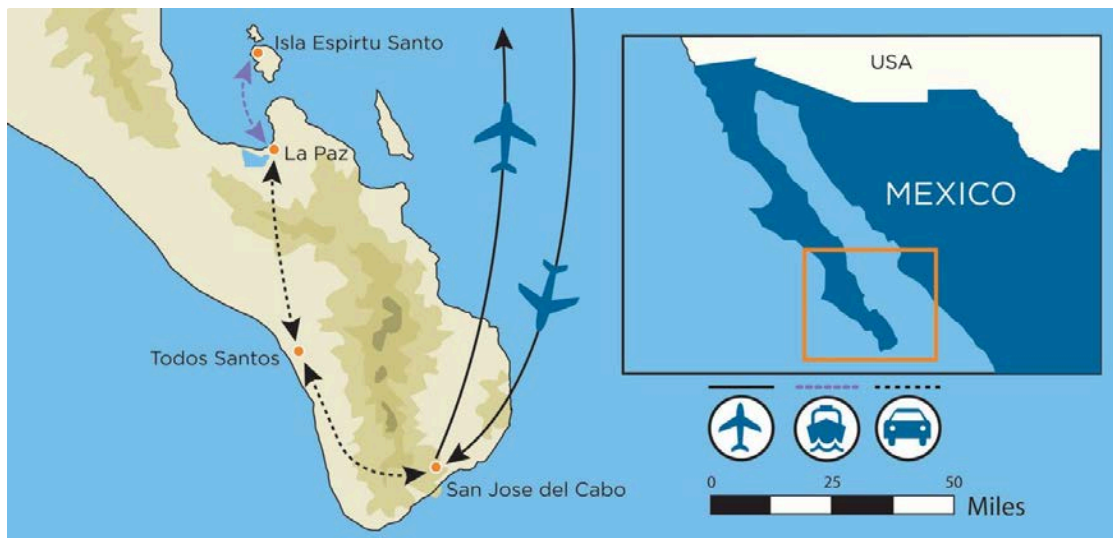 Isla Espirtu Santo
La Paz
Todos Santos
San Jose del Cabo
USA
MEXICO
0 25 50
Miles